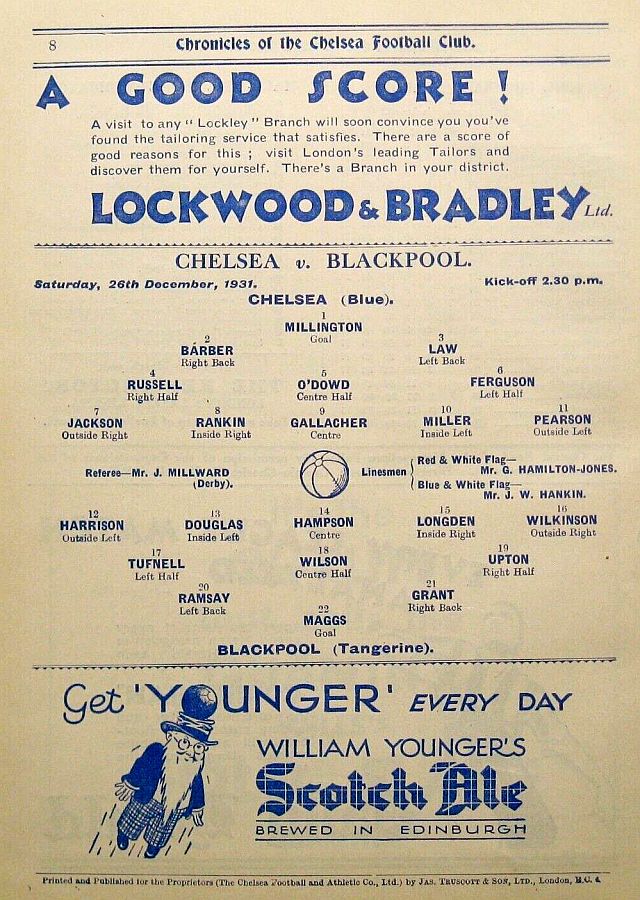 8
Chronicles of the Chelsea Football Club.
A GOOD SCORE!
A visit to any "Lockley" Branch will soon convince you you've
found the tailoring service that satisfies. There are a score of
good reasons for this ; visit London's leading Tailors and
discover them for yourself. There's a Branch in your district.
LOCKWOOD & BRADLEY Ltd.
CHELSEA v. BLACKPOOL.
Saturday, 26th December, 1931. Kick-off 2.30 p.m.
CHELSEA (Blue).
1
MILLINGTON
Goal
2 3
BARBER LAW
Right Back Left Back
4 5 6
RUSSELL O'DOWD FERGUSON
Right Half Centre Half Left Half
7 8 9 10 11
JACKSON RANKIN GALLACHER MILLER PEARSON
Outside Right Inside Right Centre Inside Left Outside Left
Referee—Mr. J. MILLWARD
(Derby).
Linesmen
Red & White Flag—
Mr. G. HAMILTON-JONES.
Blue & White Flag—
Mr. J. W. HANKIN.
12 13 14 15 16
HARRISON DOUGLAS HAMPSON LONGDEN WILKINSON
Outside Left Inside Left Centre Inside Right Outside Right
17 18 19
TUFNELL WILSON UPTON
Left Half Centre Half Right Half
20 21
RAMSAY GRANT
Left Back Right Back
22
MAGGS
Goal
BLACKPOOL (Tangerine).
Get 'YOUNGER' EVERY DAY
WILLIAM YOUNGER'S
Scotch Ale
BREWED IN EDINBURGH
Printed and Published for the Proprietors (The Chelsea Football and Athletic Co., Ltd.) by JAS. TRUSCOTT & SON, LTD., London, E.C. 4.